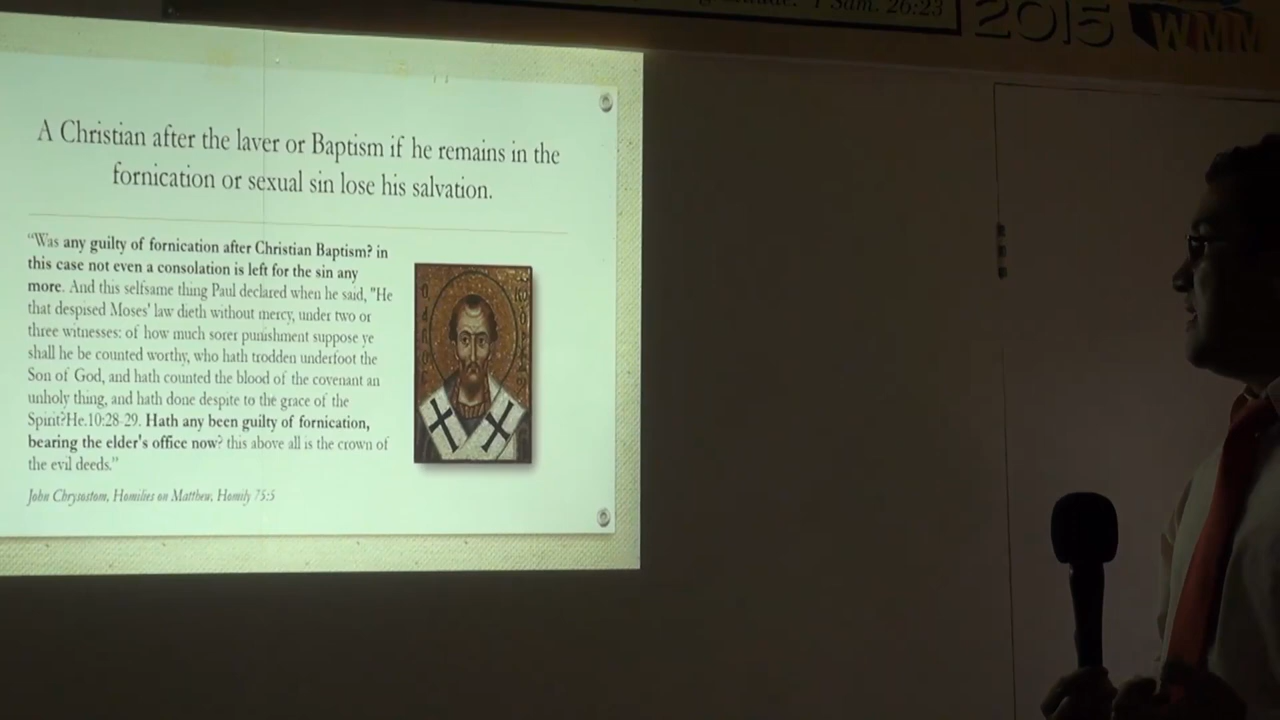 1 Sam. 26:23
2015
WMM
A Christian after the laver or Baptism if he remains in the
fornication or sexual sin lose his salvation.
“Was any guilty of fornication after Christian Baptism? in
this case not even a consolation is left for the sin any
more. And this selfsame thing Paul declared when he said, "He
that despised Moses' law dieth without mercy, under two or
three witnesses: of how much sorer punishment suppose ye
shall he be counted worthy, who hath trodden underfoot the
Son of God, and hath counted the blood of the covenant an
unholy thing, and hath done despite to the grace of the
Spirit?He.10:28-29. Hath any been guilty of fornication,
bearing the elder's office now? this above all is the crown of
the evil deeds.”
John Chrysostom, Homilies on Matthew, Homily 75:5